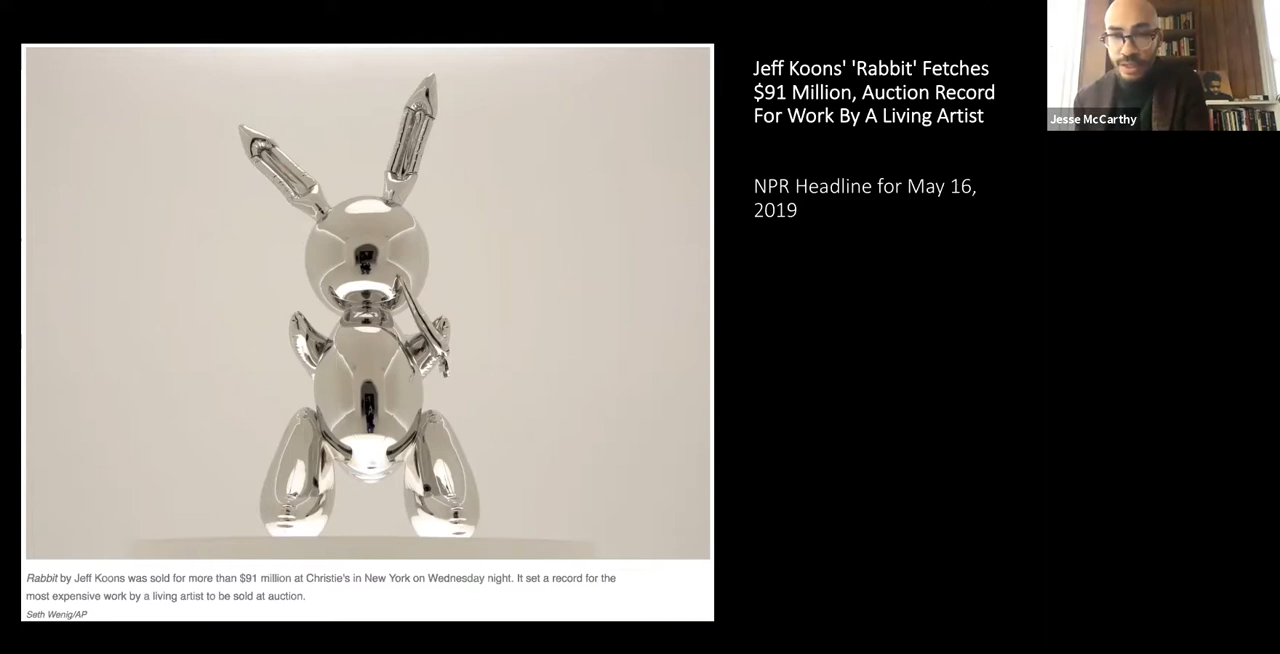 Jeff Koons' 'Rabbit' Fetches
$91 Million, Auction Record
For Work By A Living Artist
NPR Headline for May 16,
2019
Jesse McCarthy
Rabbit by Jeff Koons was sold for more than $91 million at Christie's in New York on Wednesday night. It set a record for the
most expensive work by a living artist to be sold at auction.
Seth Wenig/AP